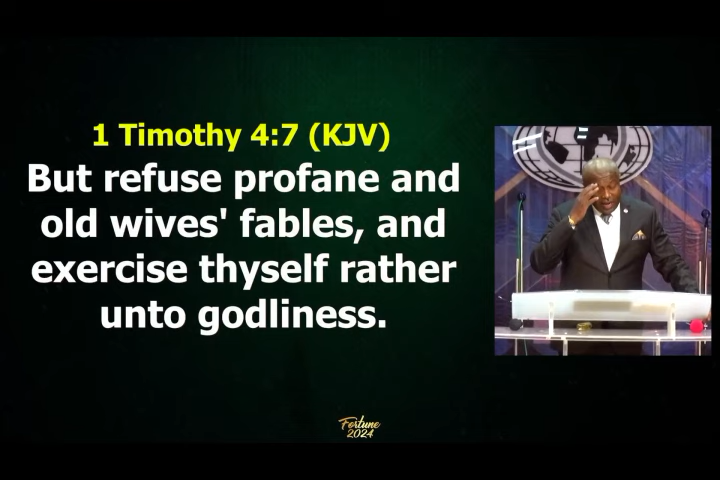 1 Timothy 4:7 (KJV)
But refuse profane and
old wives' fables, and
exercise thyself rather
unto godliness.
Fortune
2024